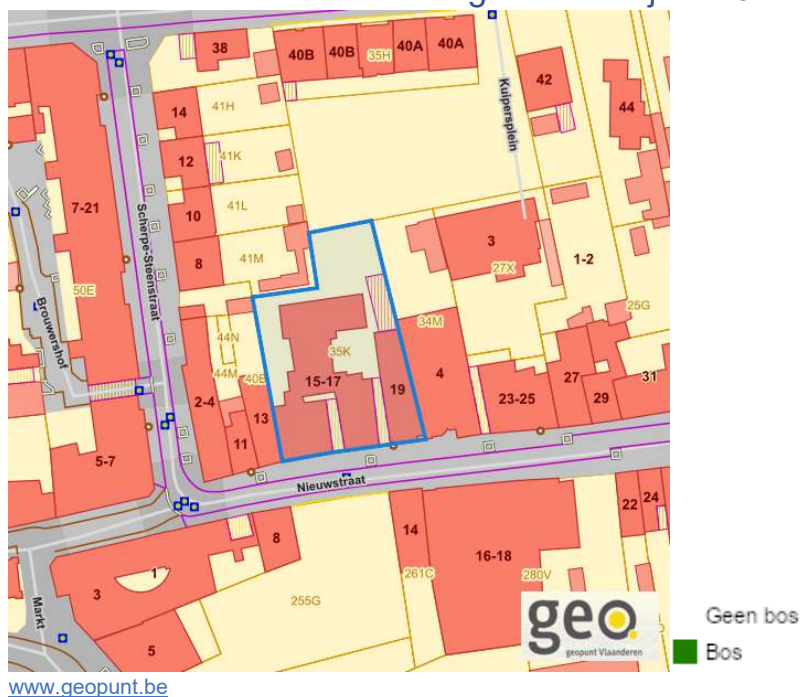 38
40B
40B
35H
40A
40A
Kuipersplein
42
44
14
41H
12
41K
10
41L
8
41M
7-21
Scherpe-Steenstraat
50E
Brouwershof
3
27X
1-2
25G
34M
44N
44M
2-4
11
13
35K
15-17
19
4
23-25
27
29
31
5-7
Nieuwstraat
8
14
16-18
22
24
1
3
255G
261C
280V
Markt
5
geo
geopunt Vlaanderen
Geen bos
Bos
www.geopunt.be